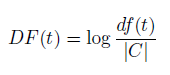 DF(t) = log df(t) / |C|